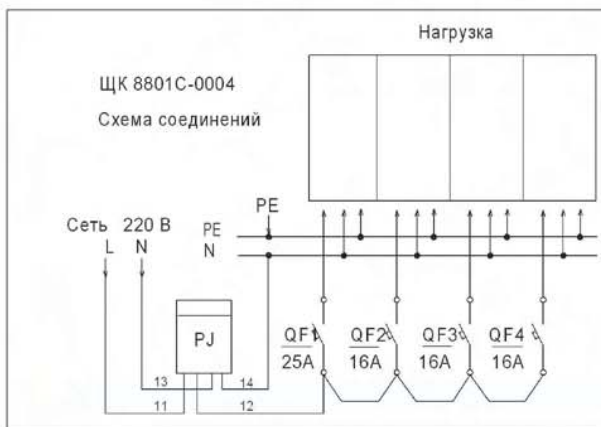 Нагрузка
ЩК 8801С-0004
Схема соединений
PE
Сеть 220 В
PE
L N
N
QF1 QF2 QF3 QF4
PJ
25A 16A 16A 16A
13 14
11 12